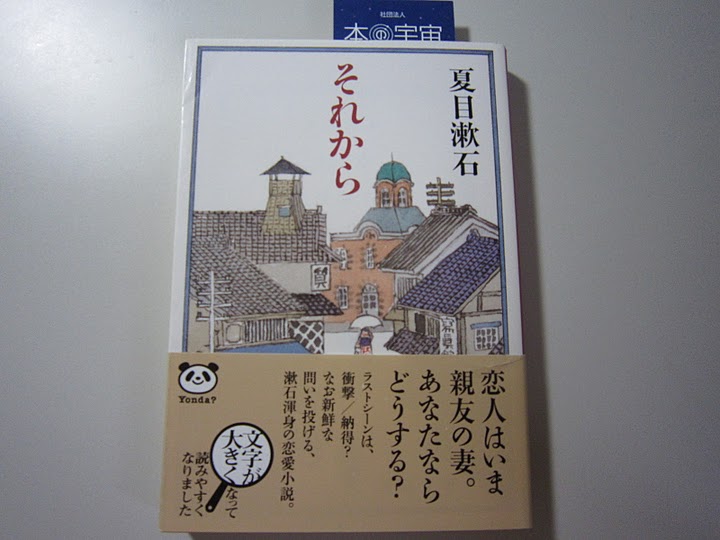 社団法人
本の宇宙
夏目漱石
それから
質
恋人はいま
親友の妻。
あなたなら
どうする?
ラストシーンは、
衝撃/納得?
なお新鮮な
問いを投げる、
漱石渾身の恋愛小説。
Yonda?
文字が
大きくなって
読みやすく
なりました